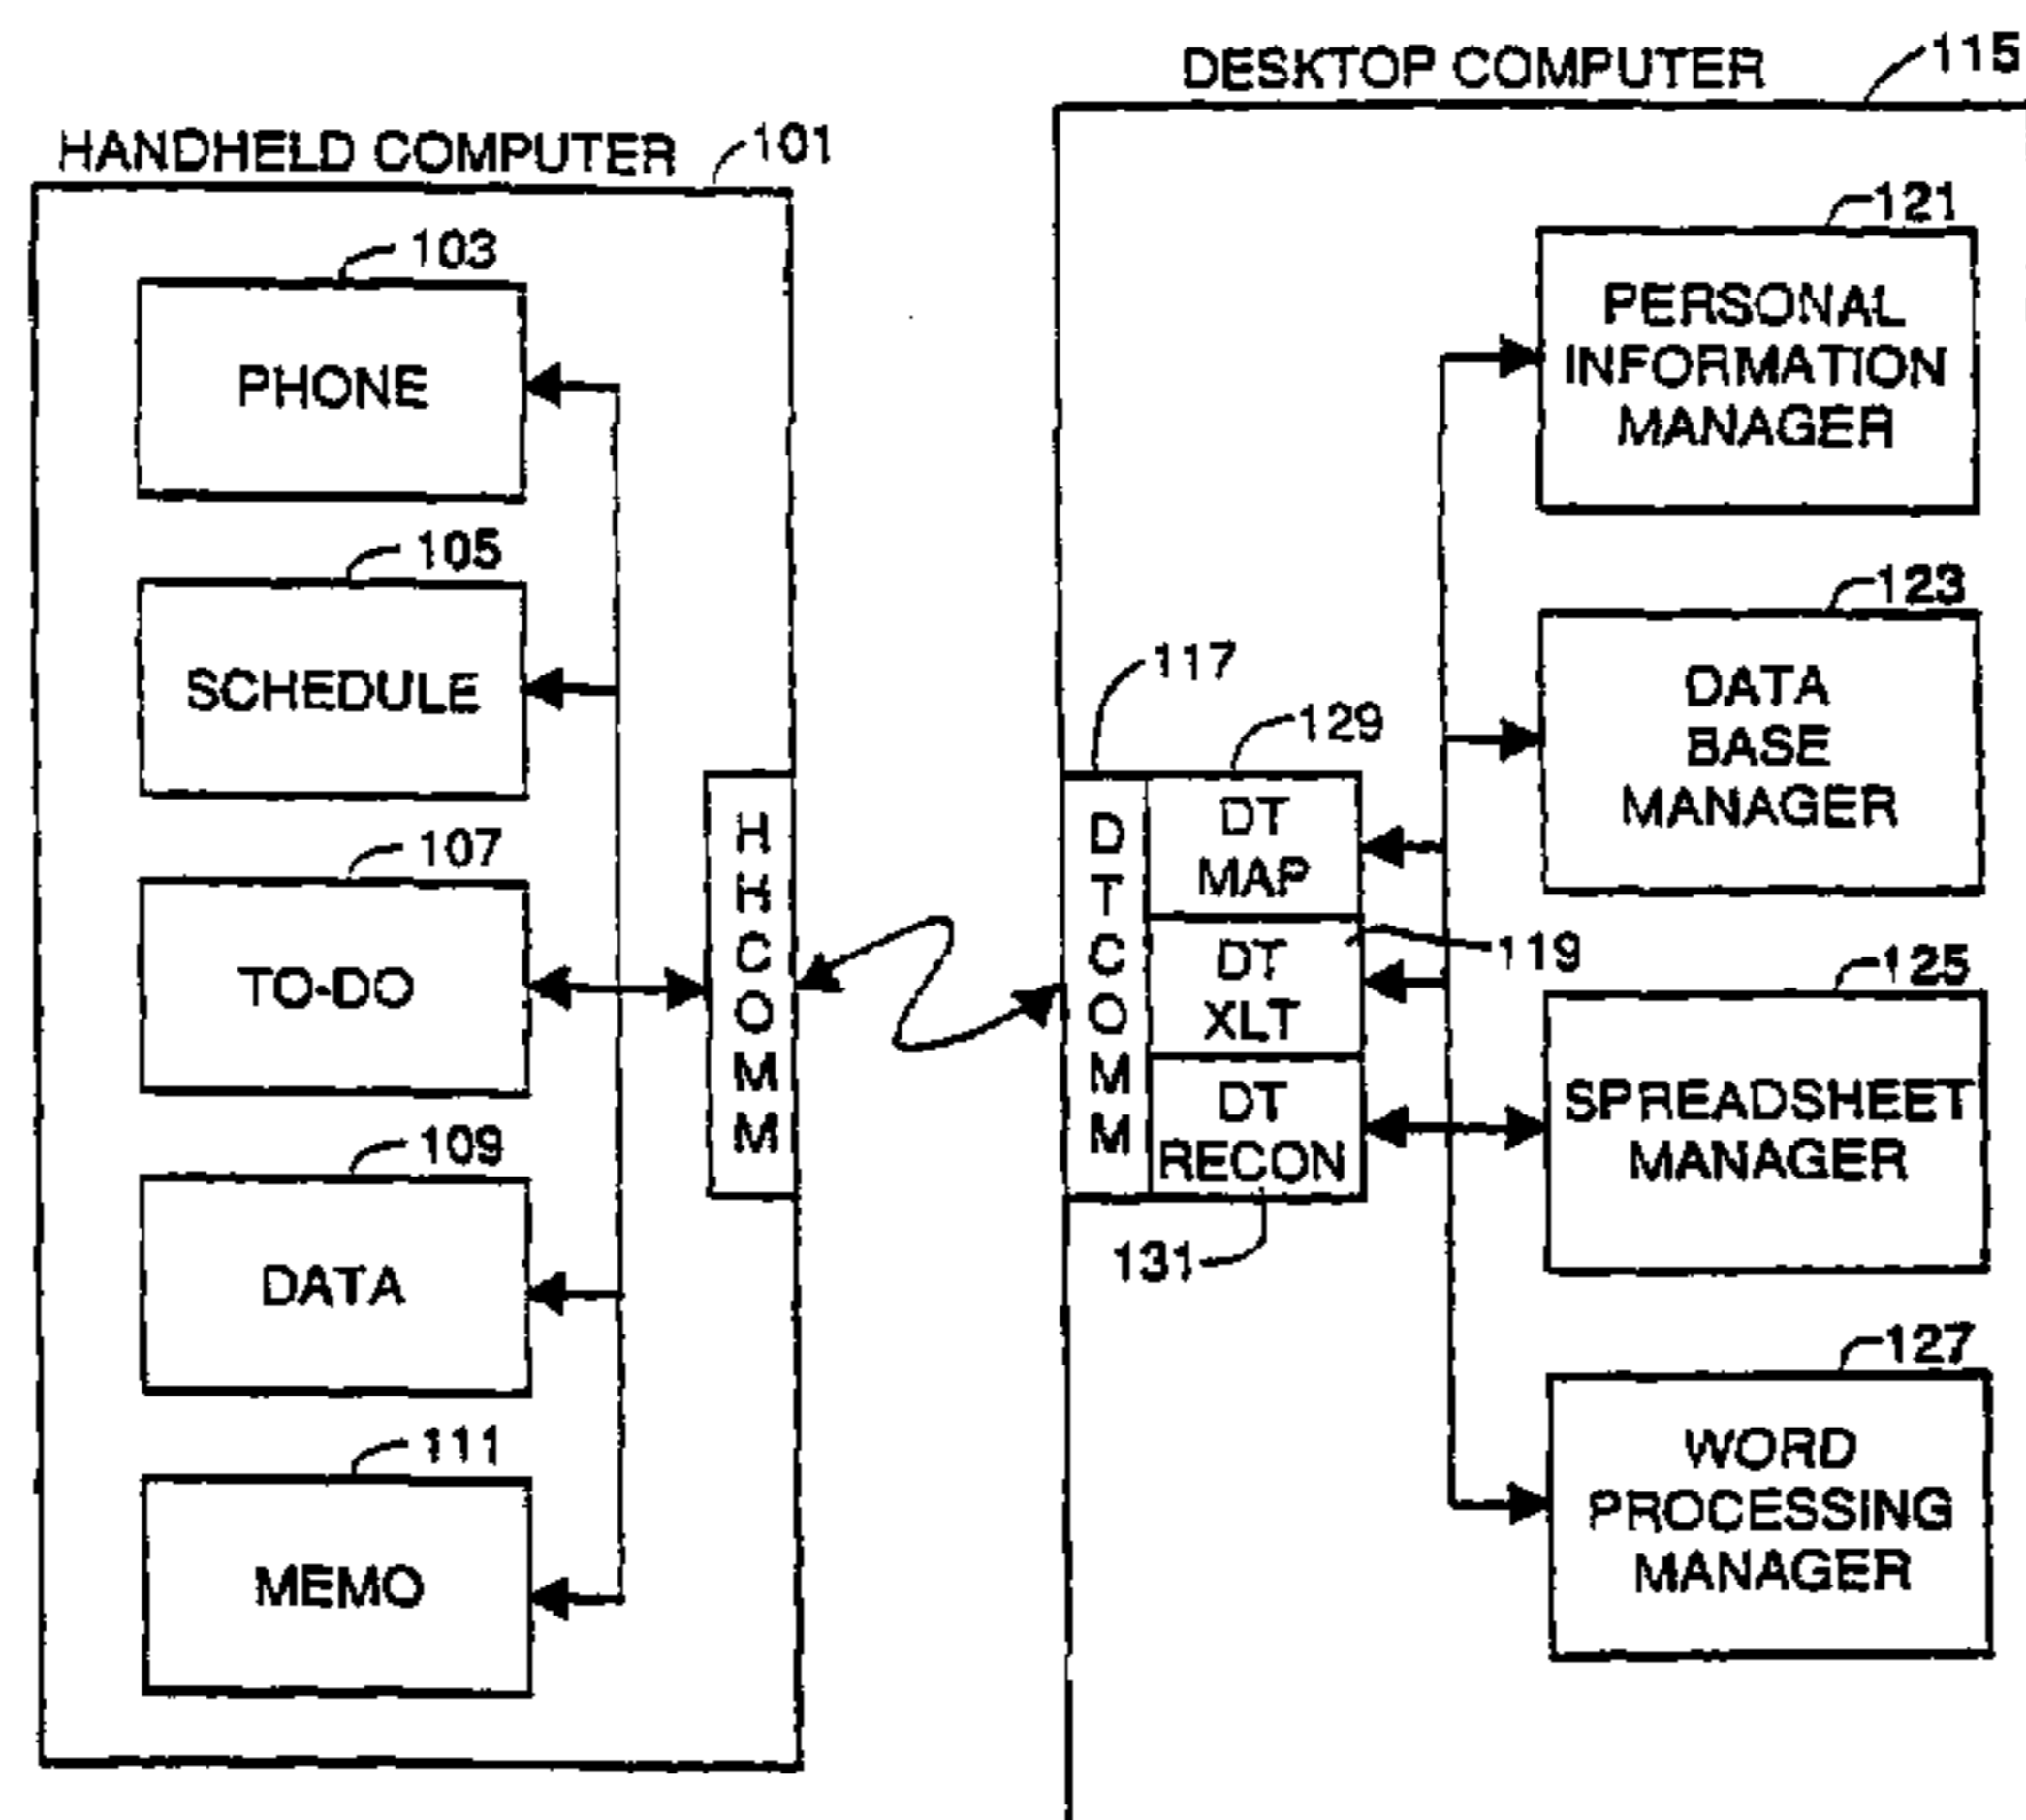 HANDHELD COMPUTER
101
103
PHONE
105
SCHEDULE
107
TO-DO
109
DATA
111
MEMO
HHCOMM
DESKTOP COMPUTER
115
117
DTCOMM
129
DT
MAP
119
DT
XLT
DT
RECON
131
121
PERSONAL
INFORMATION
MANAGER
123
DATA
BASE
MANAGER
125
SPREADSHEET
MANAGER
127
WORD
PROCESSING
MANAGER